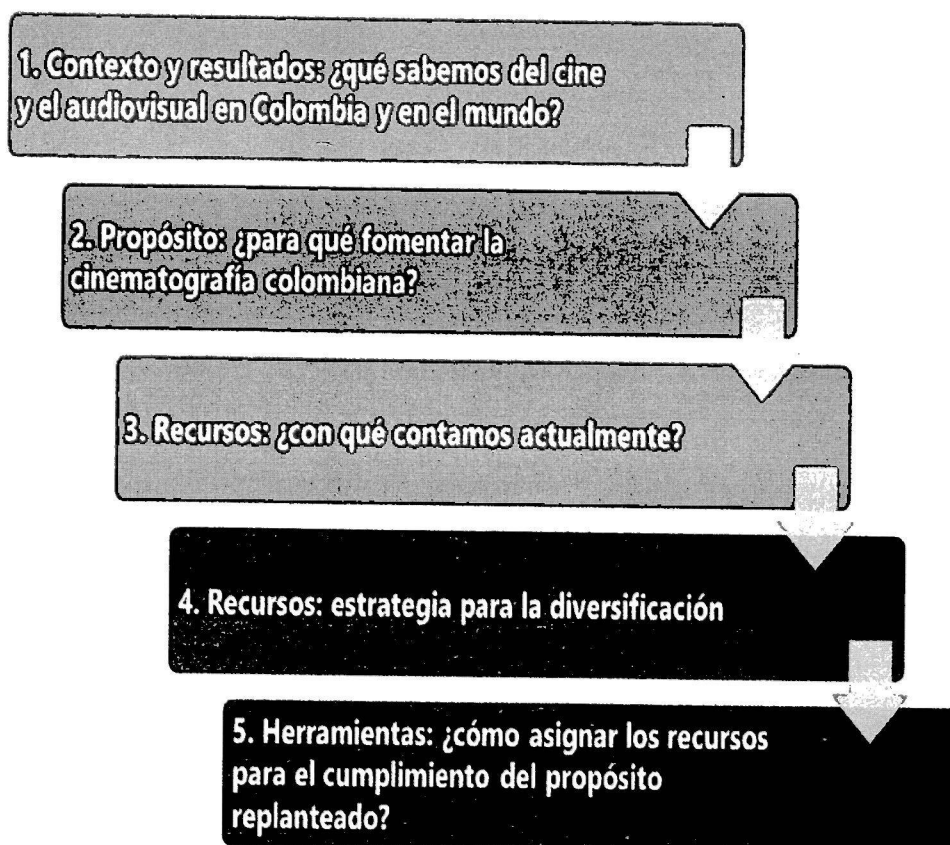 1. Contexto y resultados: ¿qué sabemos del cine
y el audiovisual en Colombia y en el mundo?
2. Propósito: ¿para qué fomentar la
cinematografía colombiana?
3. Recursos: ¿con qué contamos actualmente?
4. Recursos: estrategia para la diversificación
5. Herramientas: ¿cómo asignar los recursos
para el cumplimiento del propósito
replanteado?